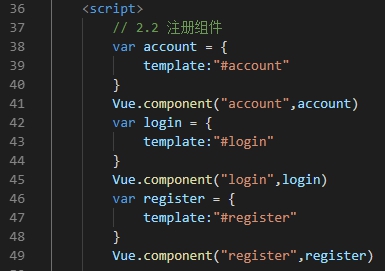 36 <script>
37 // 2.2 注册组件
38 var account = {
39 template:"#account"
40 }
41 Vue.component("account",account)
42 var login = {
43 template:"#login"
44 }
45 Vue.component("login",login)
46 var register = {
47 template:"#register"
48 }
49 Vue.component("register",register)